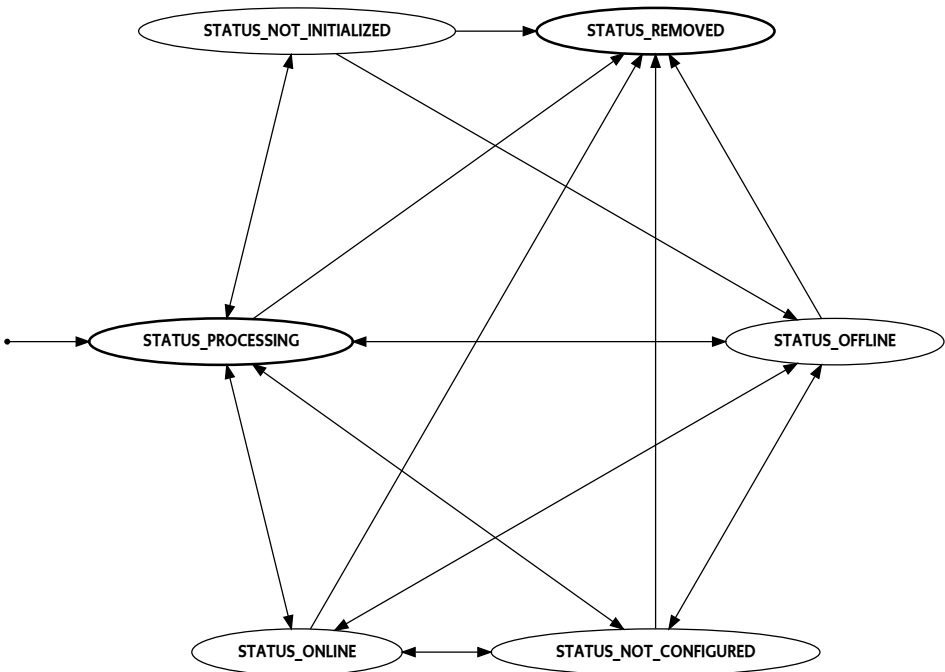 STATUS_NOT_INITIALIZED
STATUS_REMOVED
STATUS_PROCESSING
STATUS_OFFLINE
STATUS_ONLINE
STATUS_NOT_CONFIGURED